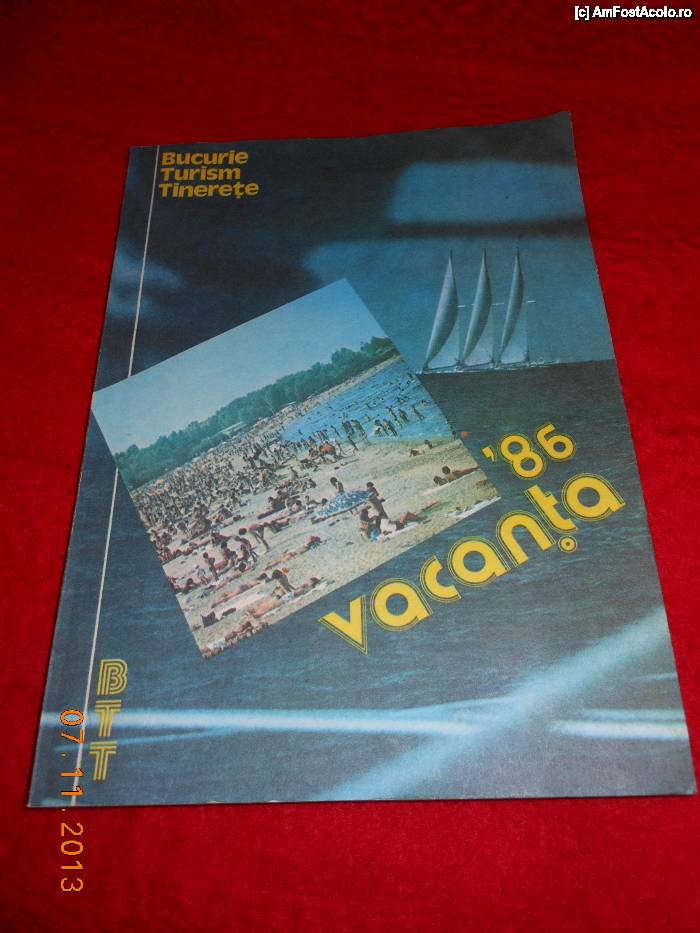 [c] AmFostAcolo.ro
Bucurie
Turism
Tinerețe
'86
vacanța
BTT
07.11.2013